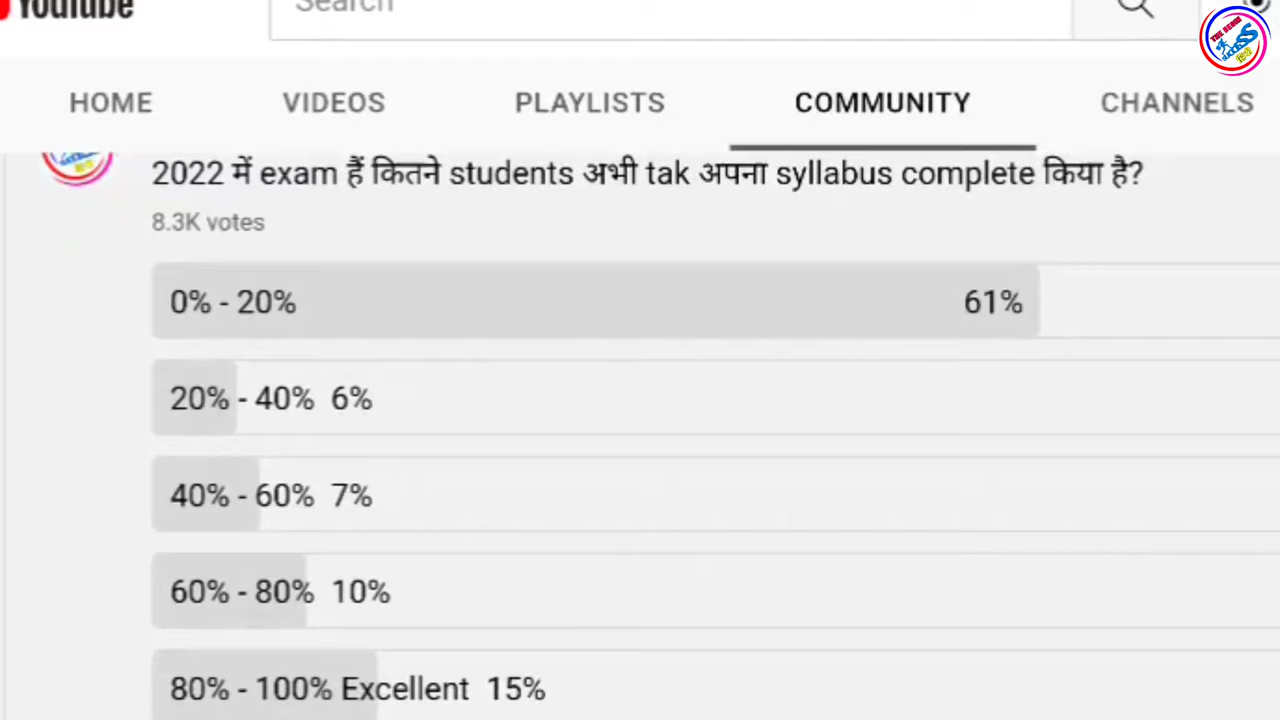 YouTube
Search
HOME VIDEOS PLAYLISTS COMMUNITY CHANNELS
2022 में exam हैं कितने students अभी tak अपना syllabus complete किया है?
8.3K votes
0% - 20% 61%
20% - 40% 6%
40% - 60% 7%
60% - 80% 10%
80% - 100% Excellent 15%